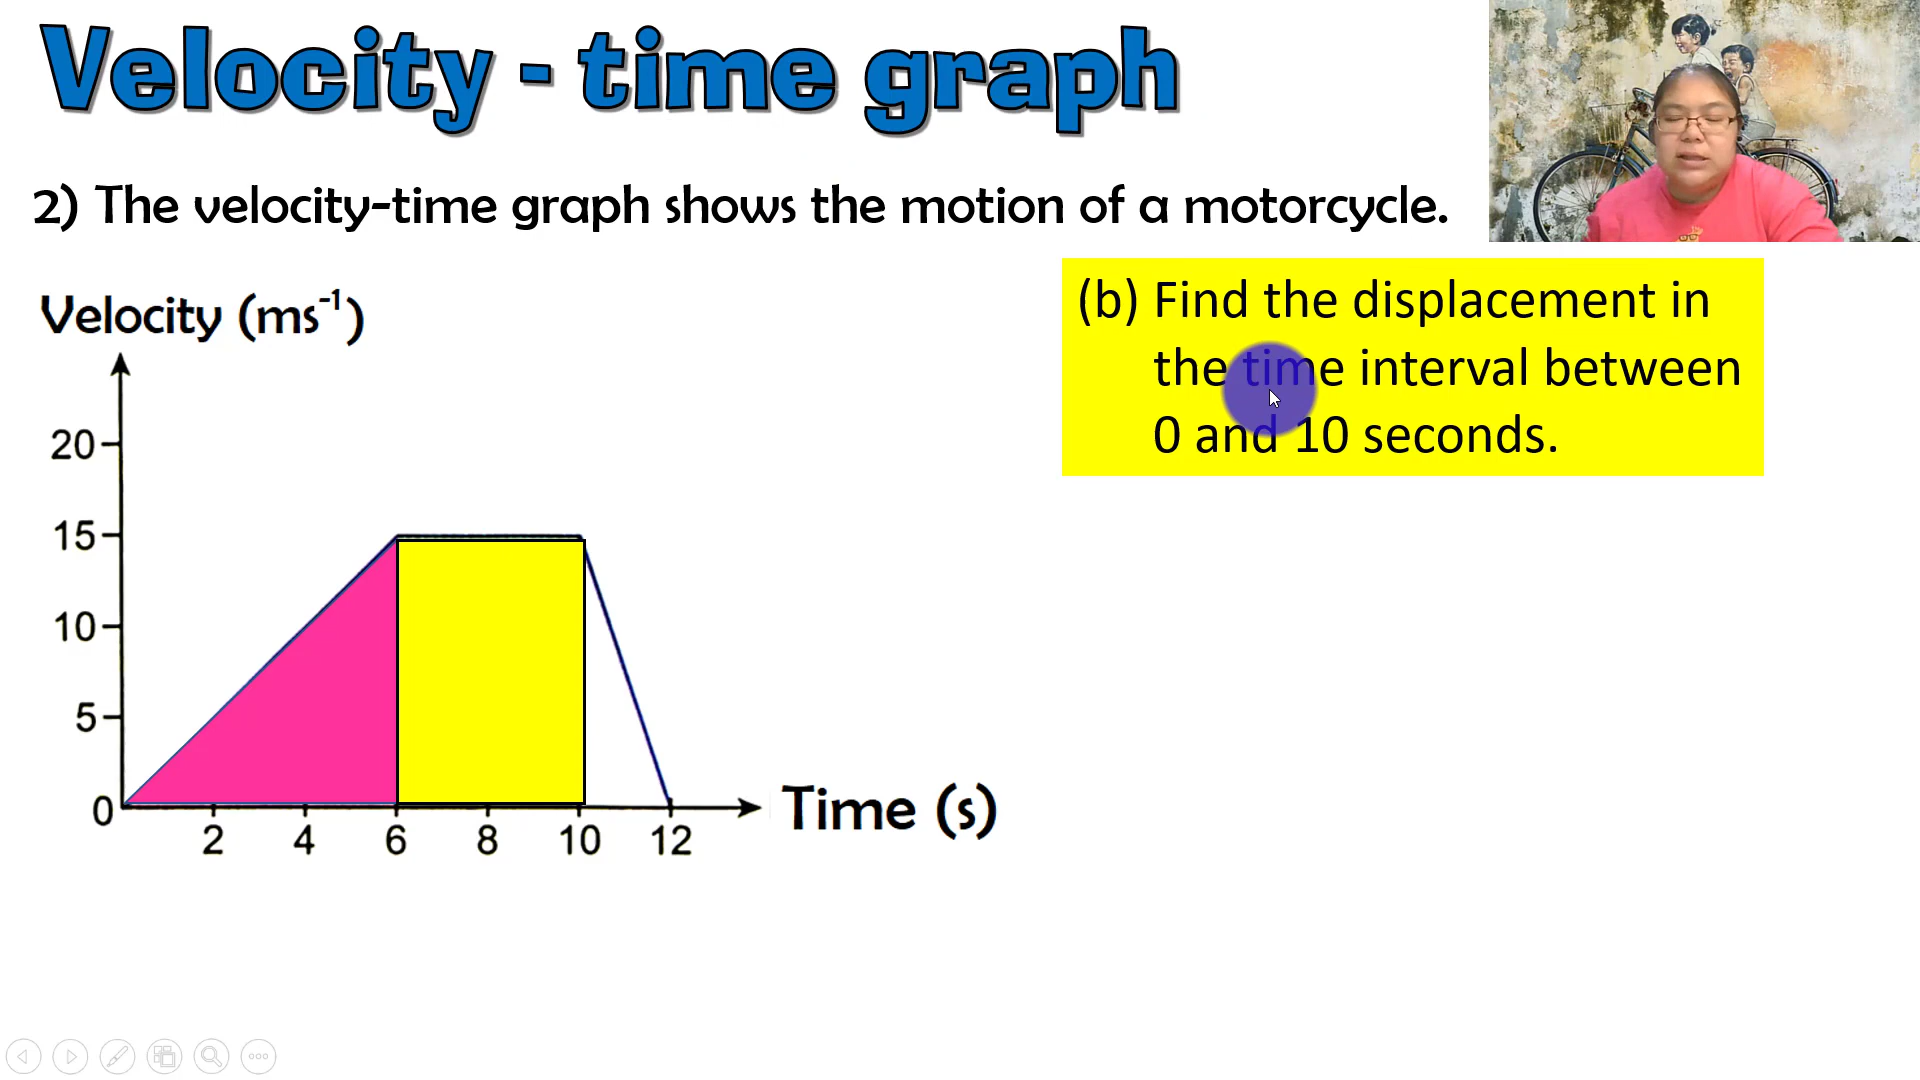 Velocity - time graph
2) The velocity-time graph shows the motion of a motorcycle.
Velocity (ms⁻¹)
(b) Find the displacement in
the time interval between
0 and 10 seconds.
20
15
10
5
0
2 4 6 8 10 12
Time (s)